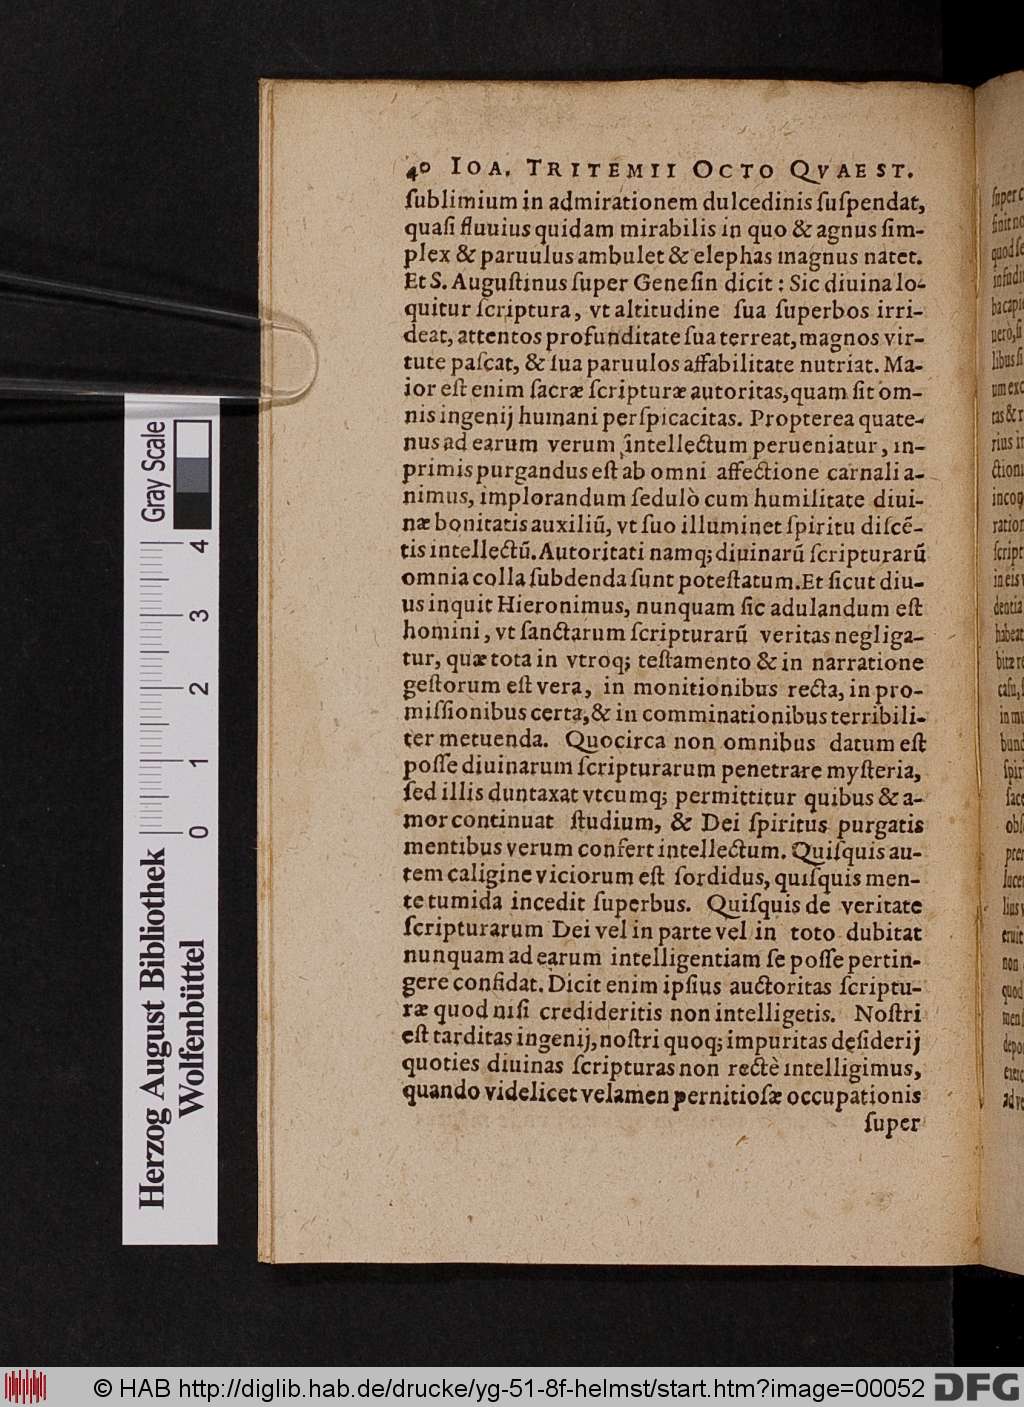 40 IOA. TRITEMII OCTO QVAEST.
ſublimium in admirationem dulcedinis ſuſpendat,
quaſi fluuius quidam mirabilis in quo & agnus ſim-
plex & paruulus ambulet & elephas magnus natet.
Et S. Auguſtinus ſuper Geneſin dicit : Sic diuina lo-
quitur ſcriptura, vt altitudine ſua ſuperbos irri-
deat, attentos profunditate ſua terreat, magnos vir-
tute paſcat, & ſua paruulos affabilitate nutriat. Ma-
ior eſt enim ſacræ ſcripturæ autoritas, quam ſit om-
nis ingenij humani perſpicacitas. Propterea quate-
nus ad earum verum intellectum perueniatur, in-
primis purgandus eſt ab omni affectione carnali a-
nimus, implorandum ſedulò cum humilitate diui-
næ bonitatis auxiliū, vt ſuo illuminet ſpiritu diſcē-
tis intellectū. Autoritati namq; diuinarū ſcripturarū
omnia colla ſubdenda ſunt poteſtatum. Et ſicut diu-
us inquit Hieronimus, nunquam ſic adulandum eſt
homini, vt ſanctarum ſcripturarū veritas negliga-
tur, quæ tota in vtroq; teſtamento & in narratione
geſtorum eſt vera, in monitionibus recta, in pro-
miſſionibus certa, & in comminationibus terribili-
ter metuenda. Quocirca non omnibus datum eſt
poſſe diuinarum ſcripturarum penetrare myſteria,
ſed illis duntaxat vtcumq; permittitur quibus & a-
mor continuat ſtudium, & Dei ſpiritus purgatis
mentibus verum confert intellectum. Quiſquis au-
tem caligine viciorum eſt ſordidus, quiſquis men-
te tumida incedit ſuperbus. Quiſquis de veritate
ſcripturarum Dei vel in parte vel in toto dubitat
nunquam ad earum intelligentiam ſe poſſe pertin-
gere confidat. Dicit enim ipſius auctoritas ſcriptu-
ræ quod niſi credideritis non intelligetis. Noſtri
eſt tarditas ingenij, noſtri quoq; impuritas deſiderij
quoties diuinas ſcripturas non rectè intelligimus,
quando videlicet velamen pernitioſæ occupationis
ſuper
Gray Scale
0 1 2 3 4
Herzog August Bibliothek
Wolfenbüttel
© HAB http://diglib.hab.de/drucke/yg-51-8f-helmst/start.htm?image=00052
DFG